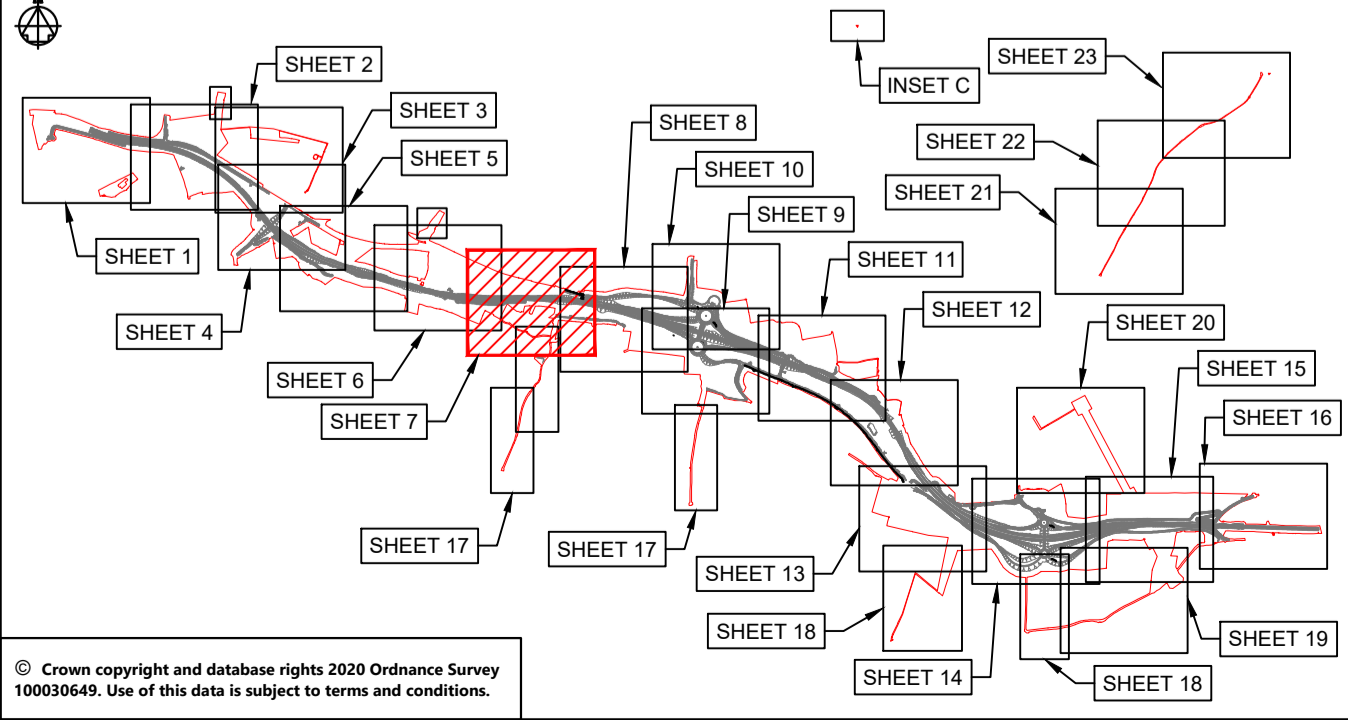 SHEET 2
INSET C
SHEET 23
SHEET 3
SHEET 8
SHEET 22
SHEET 5
SHEET 10
SHEET 21
SHEET 9
SHEET 1
SHEET 11
SHEET 12
SHEET 4
SHEET 20
SHEET 6
SHEET 15
SHEET 7
SHEET 16
SHEET 17
SHEET 17
SHEET 13
SHEET 18
SHEET 19
SHEET 14
SHEET 18
© Crown copyright and database rights 2020 Ordnance Survey
100030649. Use of this data is subject to terms and conditions.